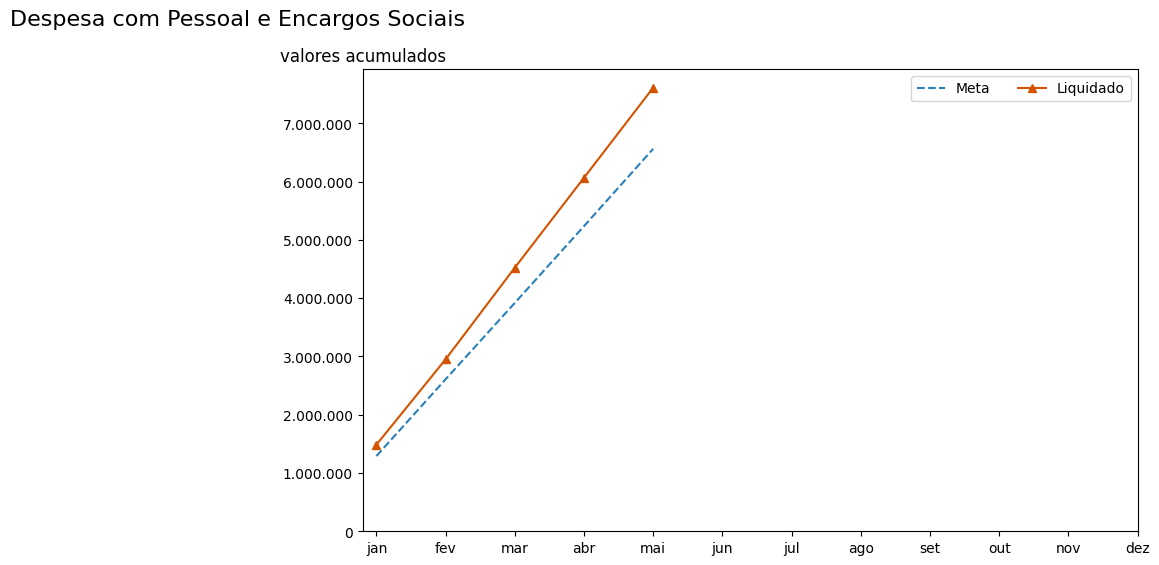 Despesa com Pessoal e Encargos Sociais
valores acumulados
Meta Liquidado
7.000.000
6.000.000
5.000.000
4.000.000
3.000.000
2.000.000
1.000.000
0
jan fev mar abr mai jun jul ago set out nov dez